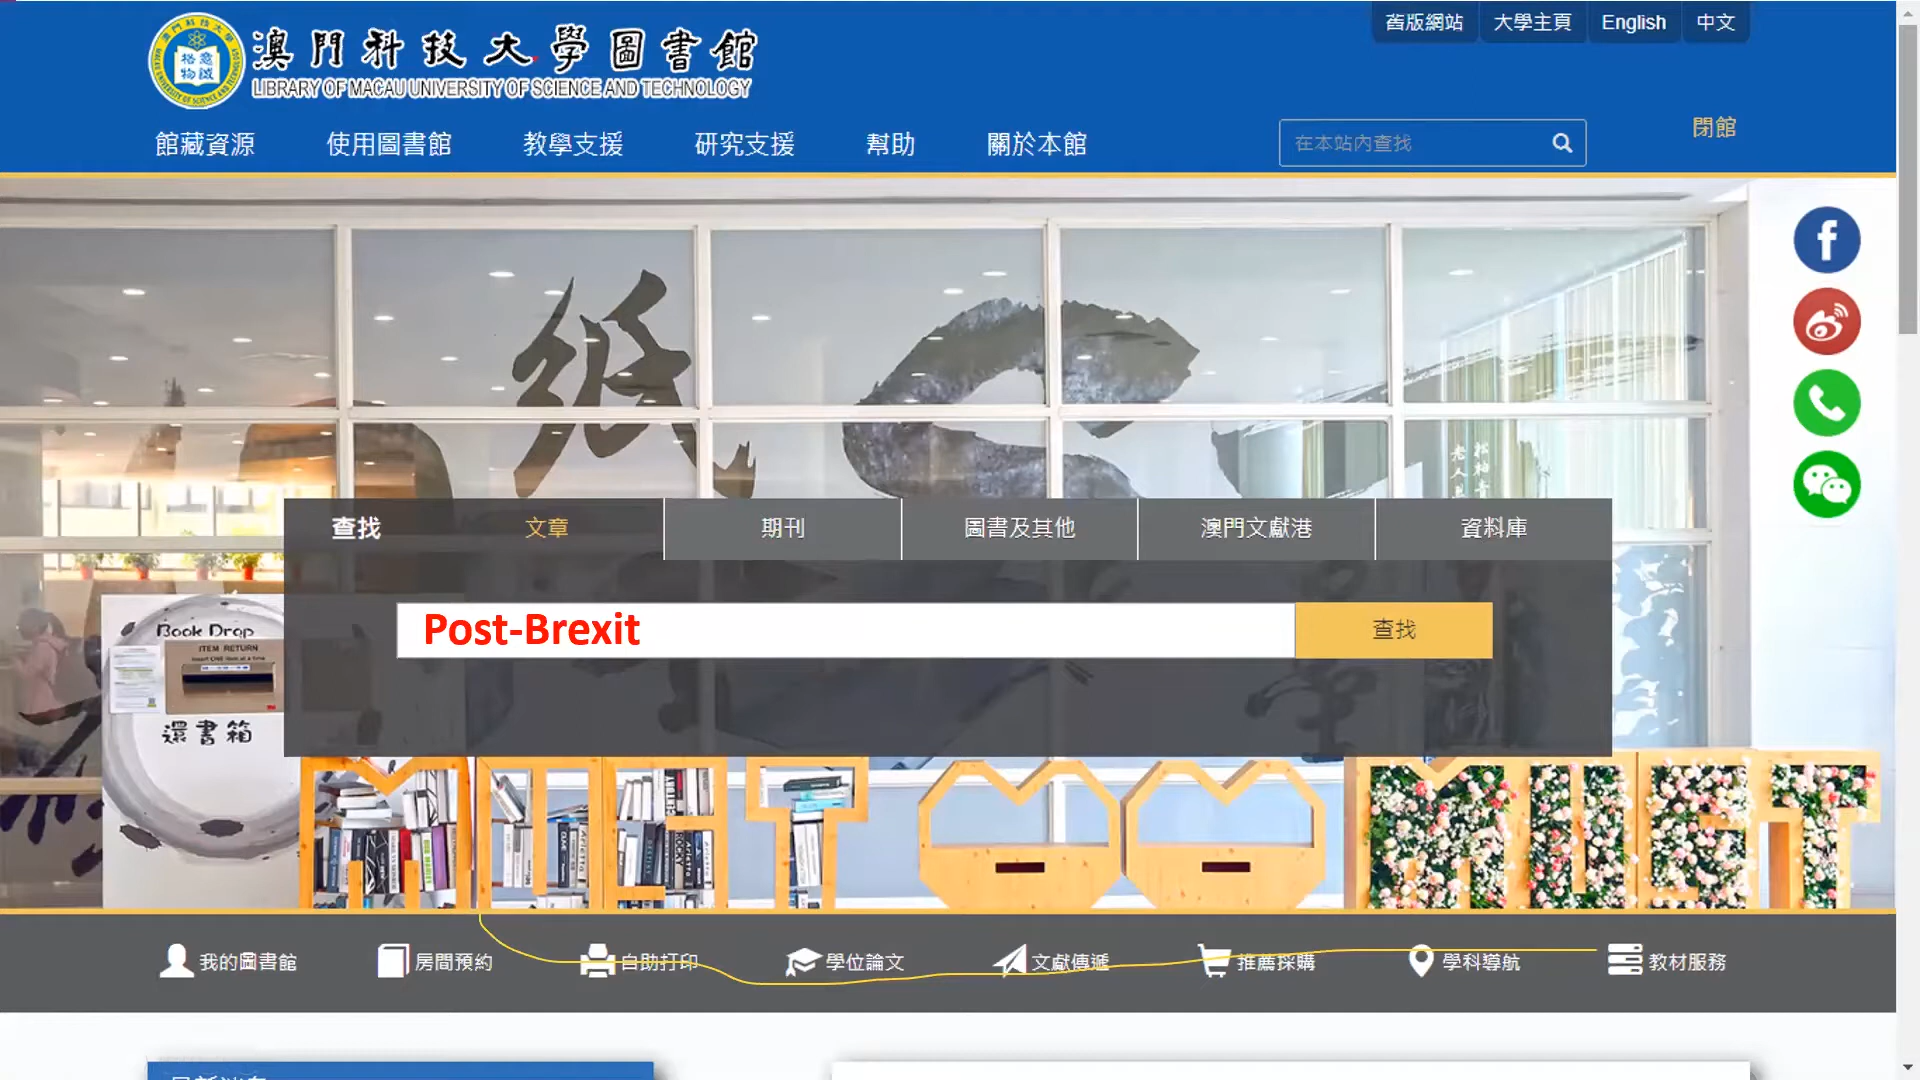 舊版網站 大學主頁 English 中文
澳門科技大學圖書館
LIBRARY OF MACAU UNIVERSITY OF SCIENCE AND TECHNOLOGY
館藏資源 使用圖書館 教學支援 研究支援 幫助 關於本館
在本站內查找
閉館
紙
查找 文章 期刊 圖書及其他 澳門文獻港 資料庫
Post-Brexit 查找
Book Drop
ITEM RETURN
還書箱
MUST
MUST
我的圖書館 房間預約 自助打印 學位論文 文獻傳遞 推薦採購 學科導航 教材服務